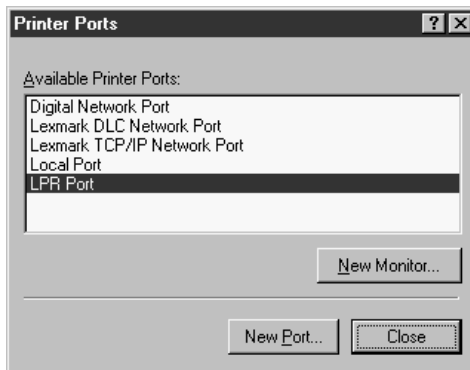 Printer Ports
Available Printer Ports:
Digital Network Port
Lexmark DLC Network Port
Lexmark TCP/IP Network Port
Local Port
LPR Port
New Monitor...
New Port...
Close